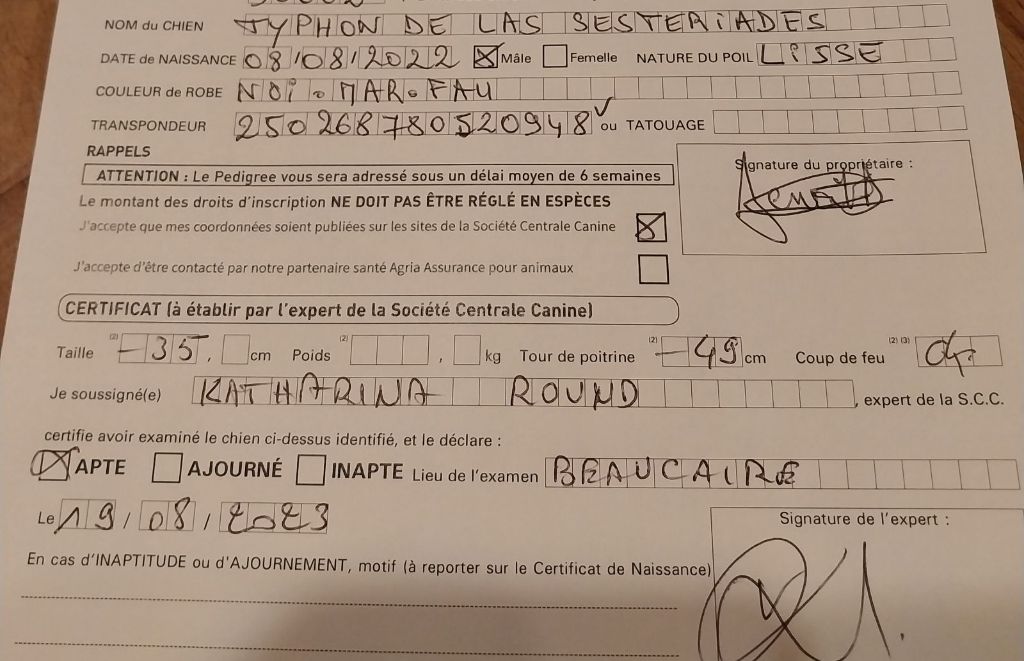 NOM du CHIEN TYPHON DE LAS SESTERIADES
DATE de NAISSANCE 08/08/2022 Mâle Femelle NATURE DU POIL LISSE
COULEUR de ROBE NOI. MAR. FAU
TRANSPONDEUR 250268780520948 ou TATOUAGE
RAPPELS
ATTENTION : Le Pedigree vous sera adressé sous un délai moyen de 6 semaines
Signature du propriétaire :
Le montant des droits d'inscription NE DOIT PAS ÊTRE RÉGLÉ EN ESPÈCES
J'accepte que mes coordonnées soient publiées sur les sites de la Société Centrale Canine
J'accepte d'être contacté par notre partenaire santé Agria Assurance pour animaux
CERTIFICAT (à établir par l'expert de la Société Centrale Canine)
Taille (2) -35, cm Poids (2) , kg Tour de poitrine (2) -49 cm Coup de feu (2) (3)
Je soussigné(e) KATHARINA ROUND, expert de la S.C.C.
certifie avoir examiné le chien ci-dessus identifié, et le déclare :
APTE AJOURNÉ INAPTE Lieu de l'examen BEAUCAIRE
Le 19/08/2023
Signature de l'expert :
En cas d'INAPTITUDE ou d'AJOURNEMENT, motif (à reporter sur le Certificat de Naissance)